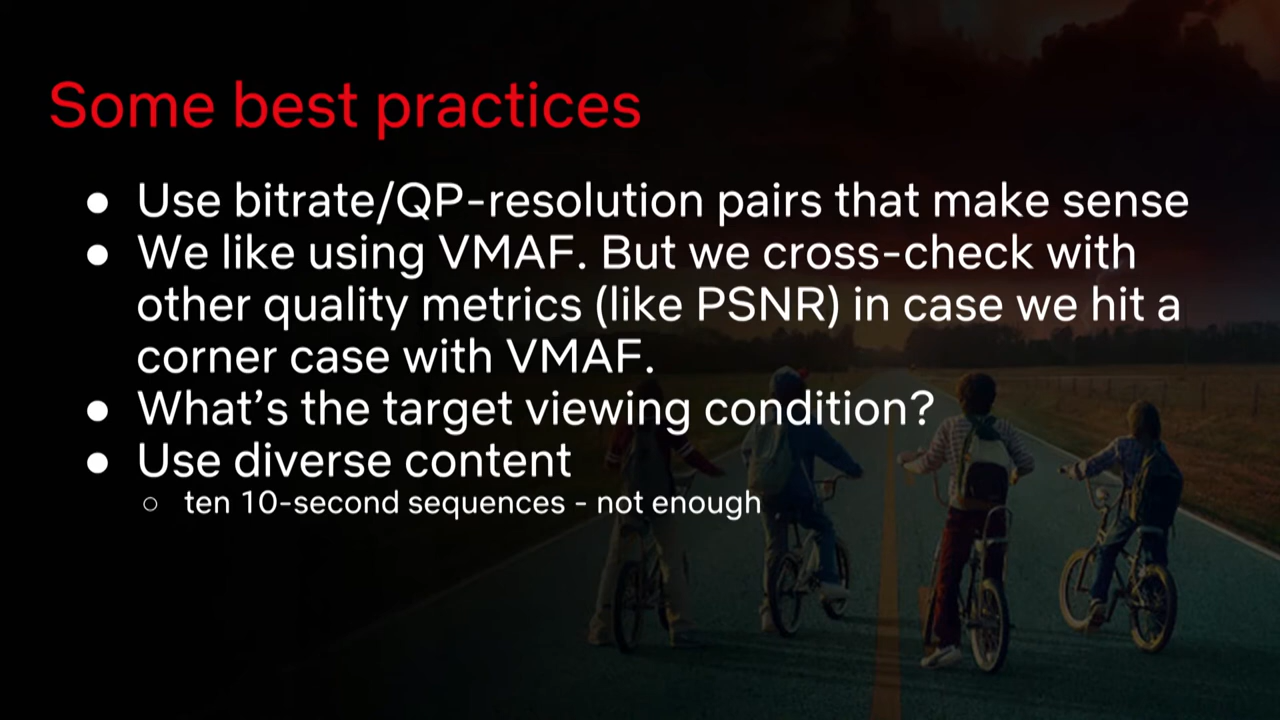 Some best practices
● Use bitrate/QP-resolution pairs that make sense
● We like using VMAF. But we cross-check with
other quality metrics (like PSNR) in case we hit a
corner case with VMAF.
● What’s the target viewing condition?
● Use diverse content
○ ten 10-second sequences - not enough